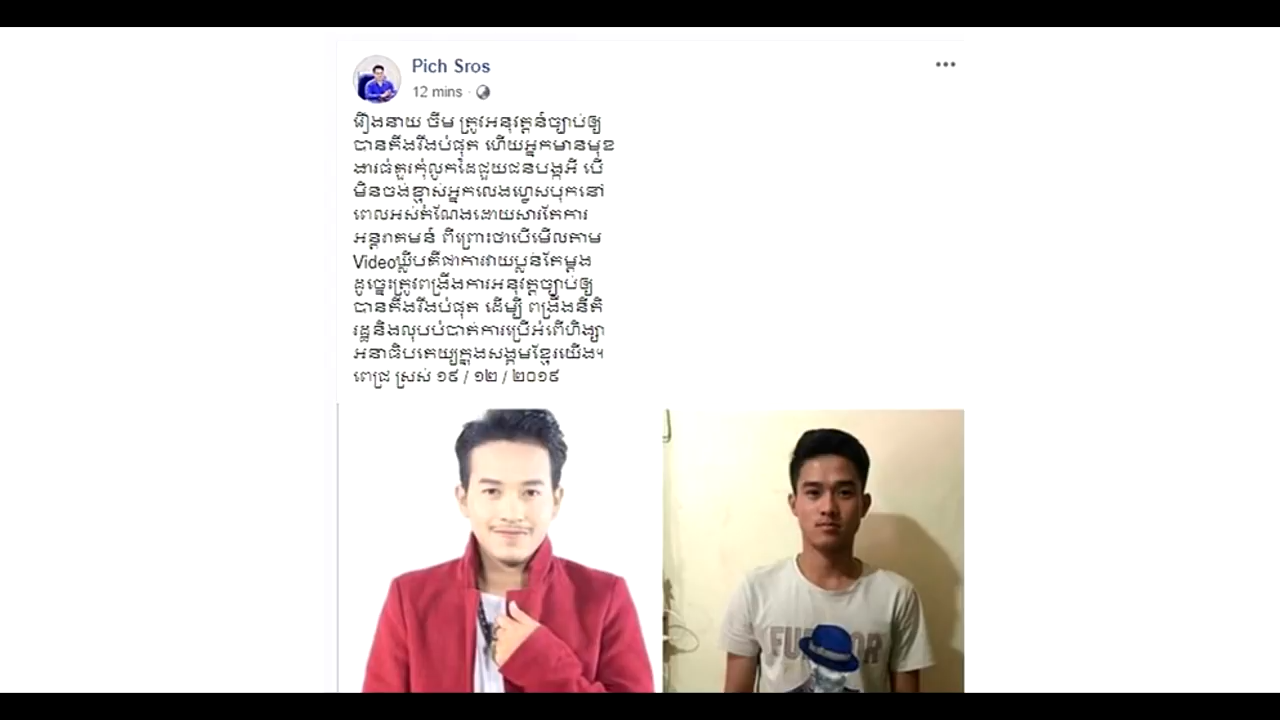 Pich Sros
12 mins ·
រឿងនាយ ចឹម ត្រូវអនុវត្តន៍ច្បាប់ឲ្យ
បានតឹងរឹងបំផុត ហើយអ្នកមានមុខ
ងារធំគួរកុំលូកដៃជួយជនបង្កអី បើ
មិនចង់ខ្មាស់អ្នកលេងហ្វេសប៊ុកនៅ
ពេលអស់តំណែងដោយសារតែការ
អន្តរាគមន៍ ពីព្រោះថាបើមើលតាម
Videoឃ្លីបគឺជាការវាយប្លន់តែម្តង
ដូច្នេះត្រូវពង្រឹងការអនុវត្តច្បាប់ឲ្យ
បានតឹងរឹងបំផុត ដើម្បី ពង្រឹងនីតិ
រដ្ឋនិងលុបបំបាត់ការប្រើអំពើហិង្សា
អនាធិបតេយ្យក្នុងសង្គមខ្មែរយើង។
ពេជ្រ ស្រស់ ១៩ / ១២ / ២០១៩